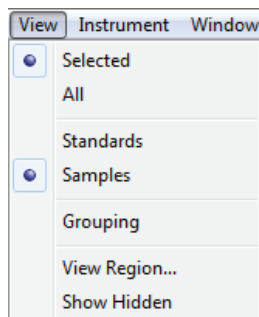 View Instrument Window
Selected
All
Standards
Samples
Grouping
View Region...
Show Hidden